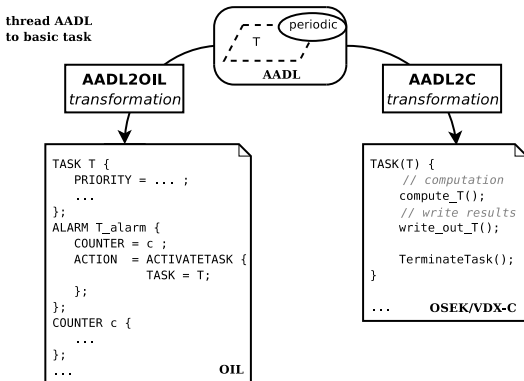 thread AADL
to basic task
periodic
T
AADL
AADL2OIL
transformation
AADL2C
transformation
TASK T {
PRIORITY = ... ;
...
};
ALARM T_alarm {
COUNTER = c ;
ACTION = ACTIVATETASK {
TASK = T;
};
};
COUNTER c {
...
};
...
OIL
TASK(T) {
// computation
compute_T();
// write results
write_out_T();
TerminateTask();
}
...
OSEK/VDX-C